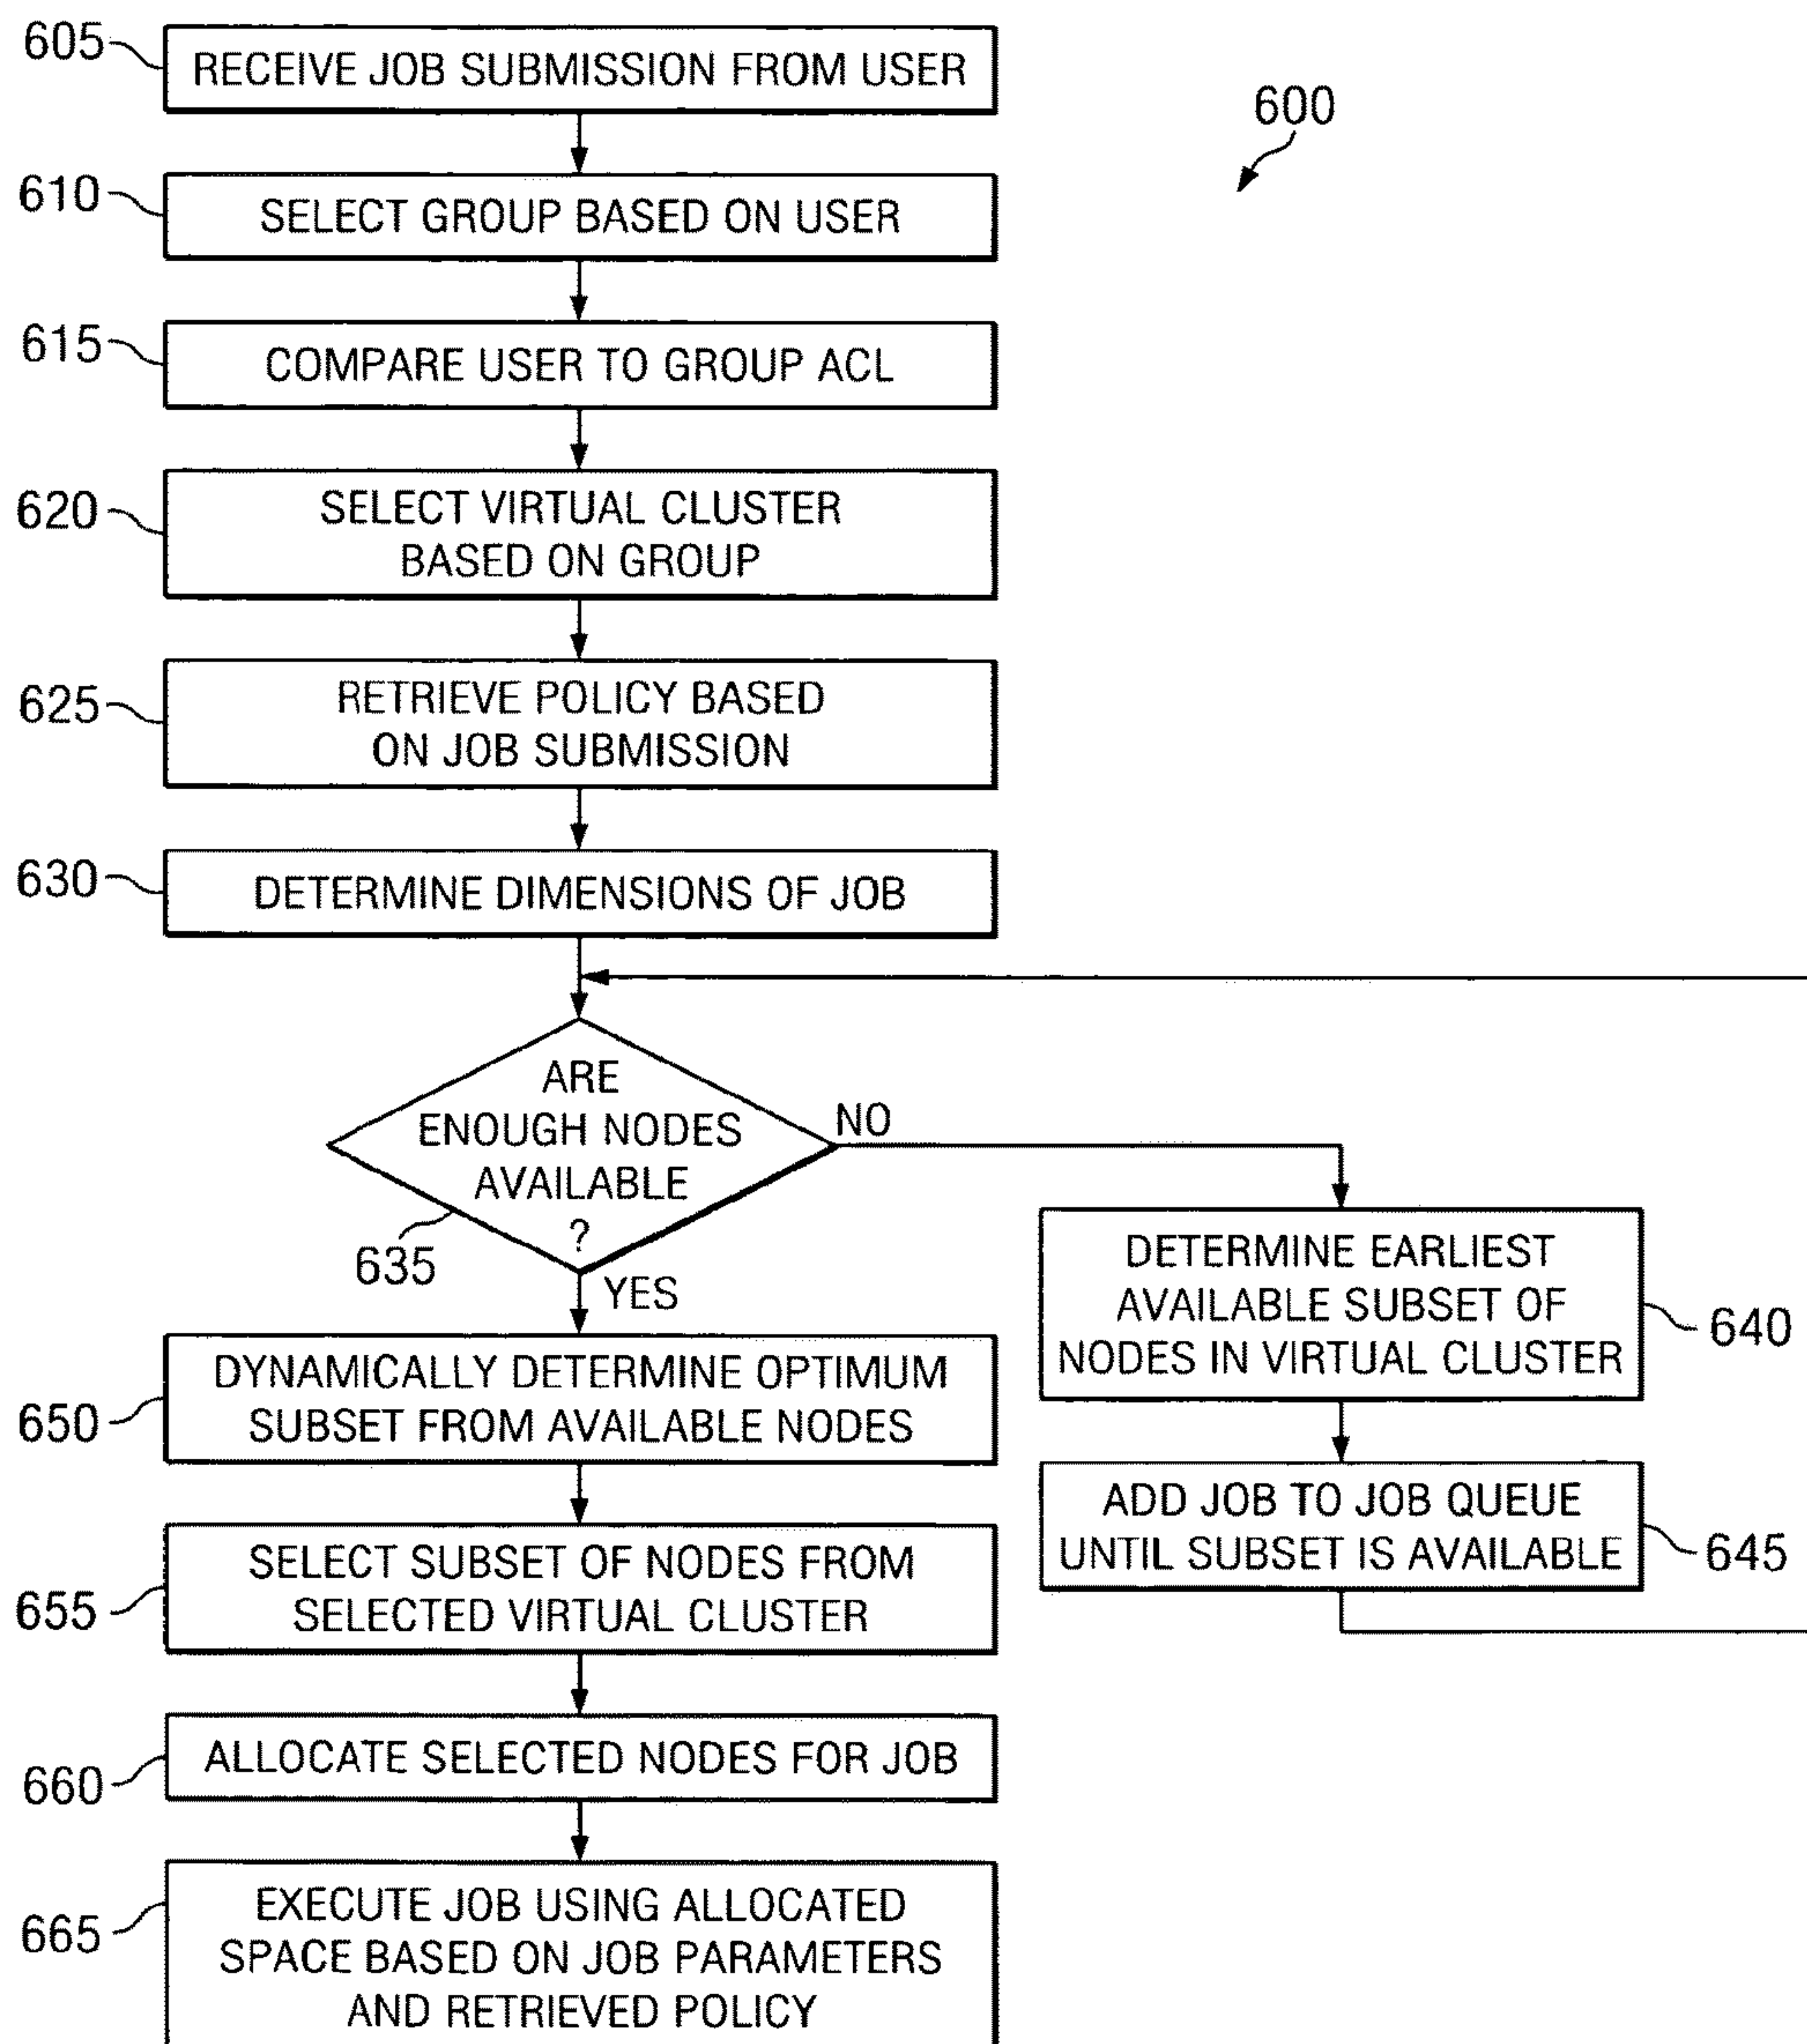 605
RECEIVE JOB SUBMISSION FROM USER
600
610
SELECT GROUP BASED ON USER
615
COMPARE USER TO GROUP ACL
620
SELECT VIRTUAL CLUSTER
BASED ON GROUP
625
RETRIEVE POLICY BASED
ON JOB SUBMISSION
630
DETERMINE DIMENSIONS OF JOB
ARE
ENOUGH NODES
AVAILABLE
?
635
NO
YES
DETERMINE EARLIEST
AVAILABLE SUBSET OF
NODES IN VIRTUAL CLUSTER
640
ADD JOB TO JOB QUEUE
UNTIL SUBSET IS AVAILABLE
645
650
DYNAMICALLY DETERMINE OPTIMUM
SUBSET FROM AVAILABLE NODES
655
SELECT SUBSET OF NODES FROM
SELECTED VIRTUAL CLUSTER
660
ALLOCATE SELECTED NODES FOR JOB
665
EXECUTE JOB USING ALLOCATED
SPACE BASED ON JOB PARAMETERS
AND RETRIEVED POLICY